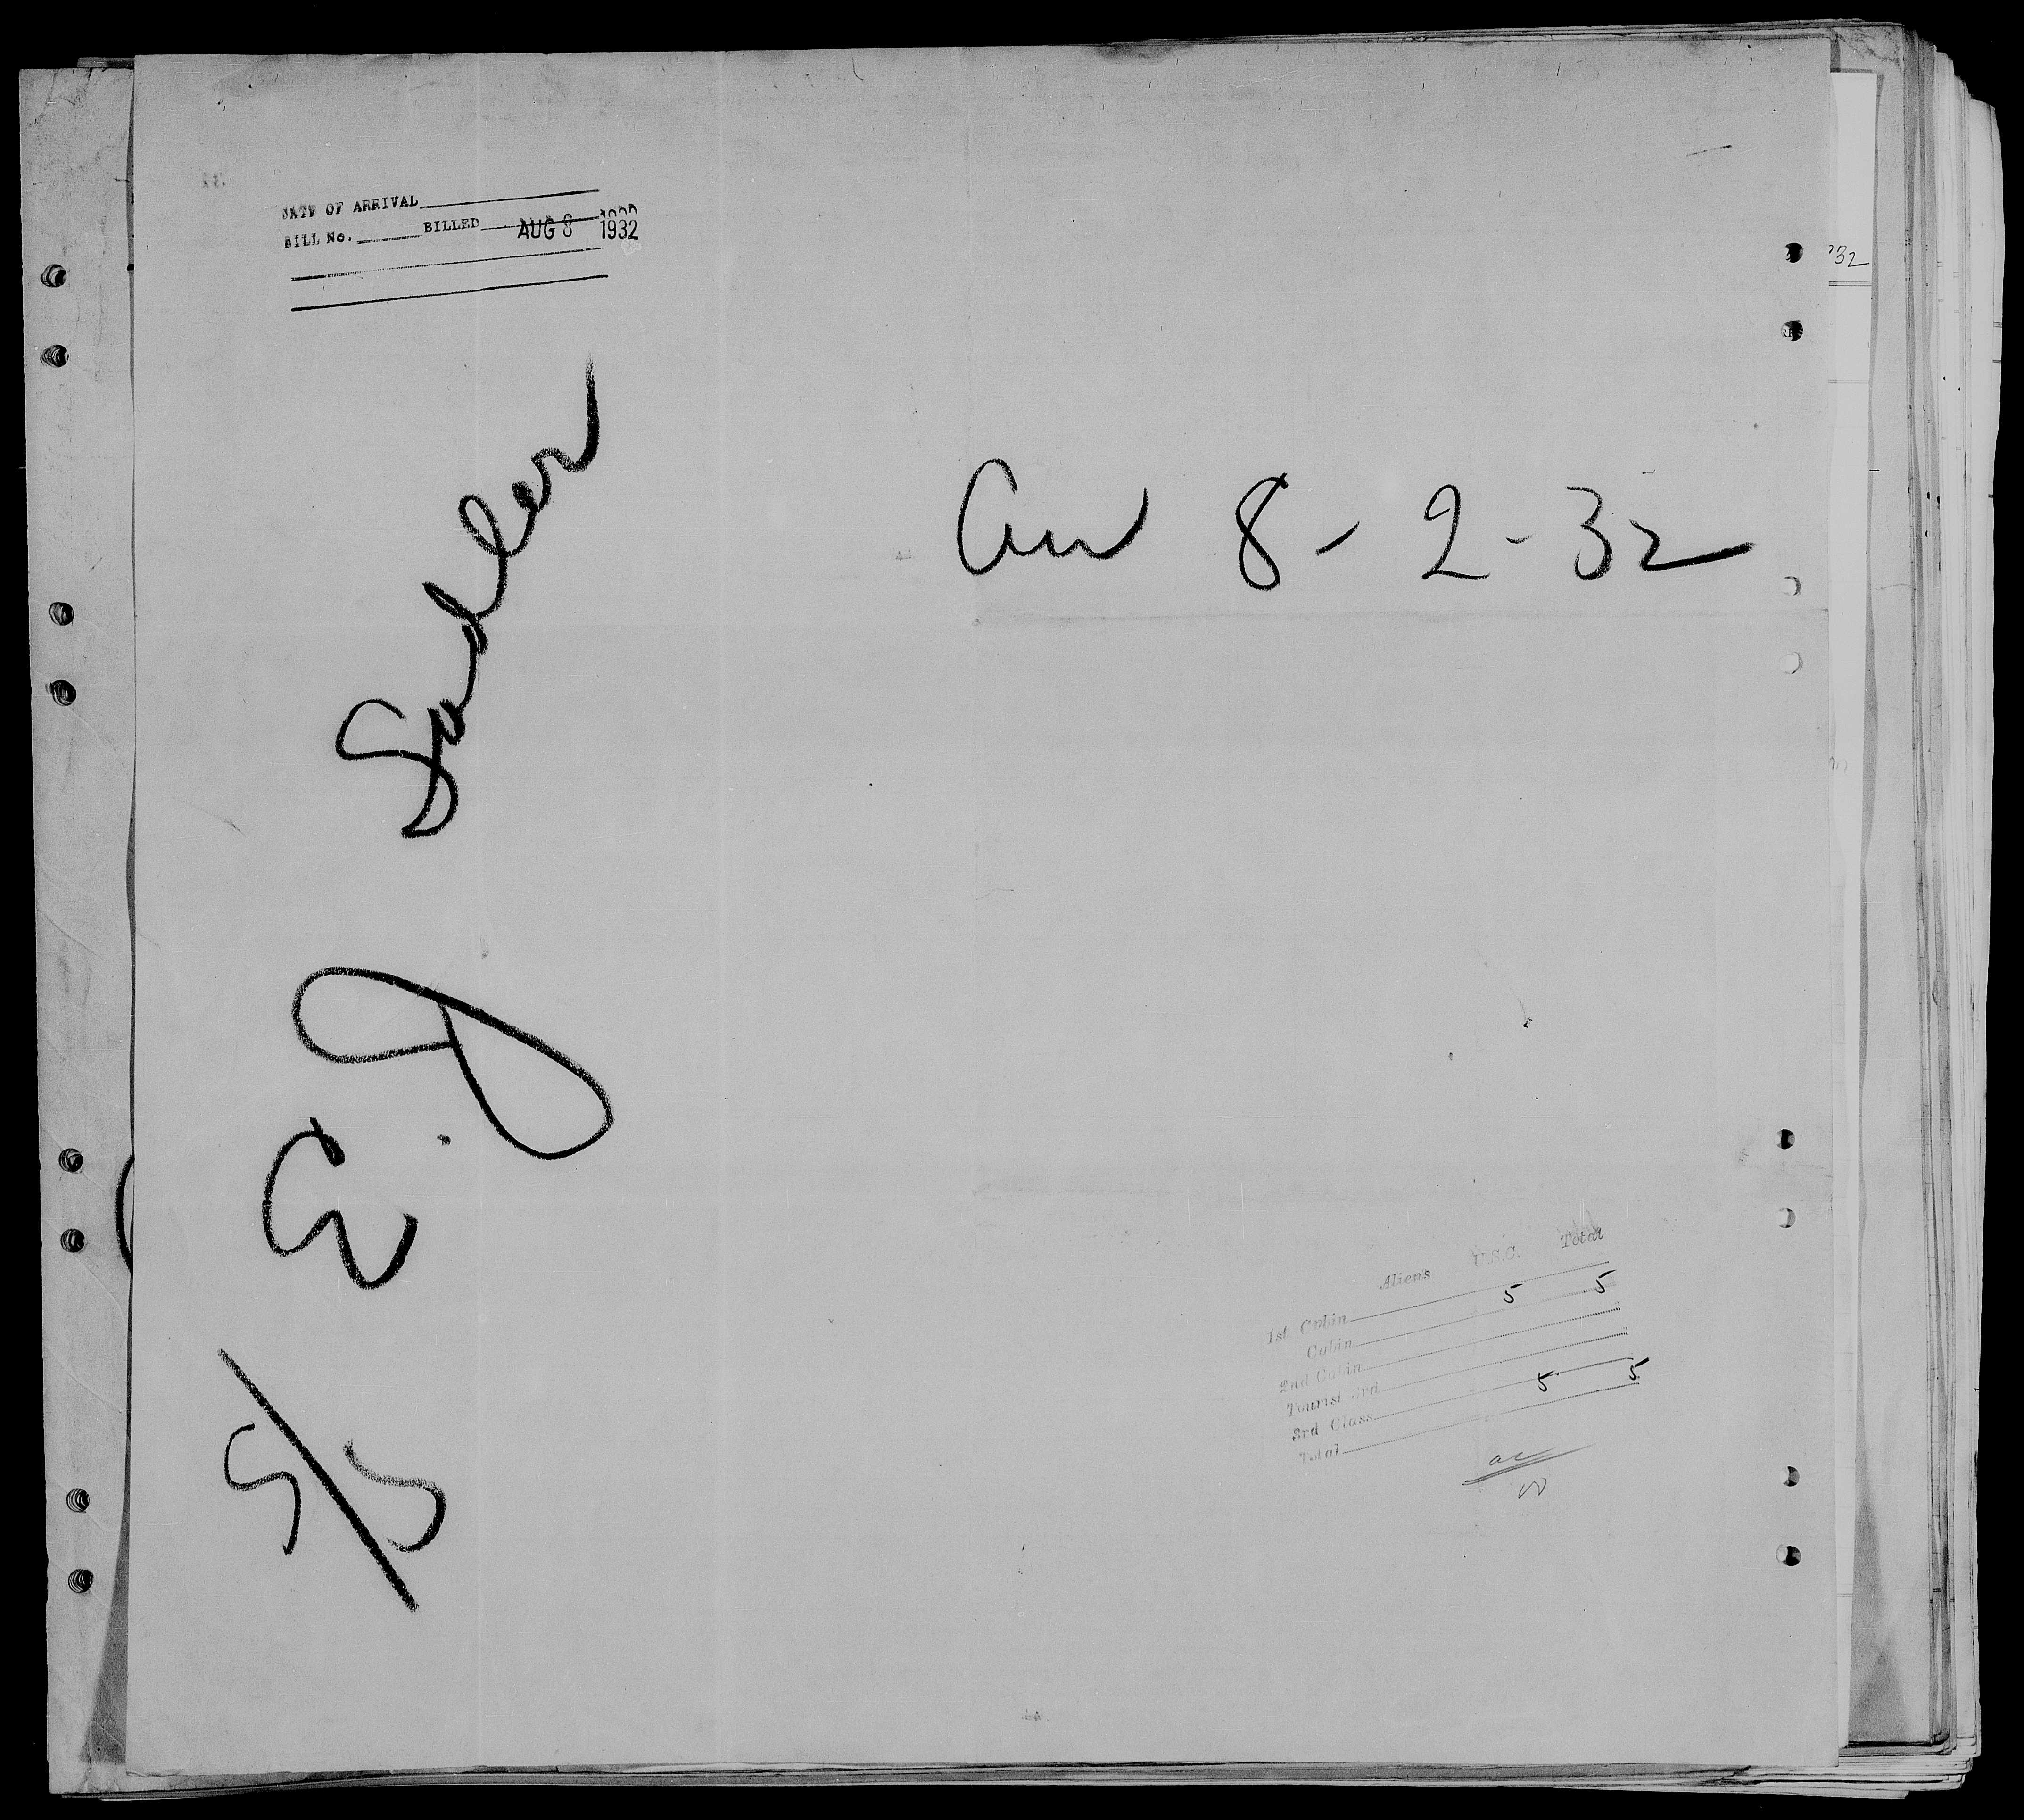 DATE OF ARRIVAL
BILL No. BILLED AUG 8 1932
S/S E. J. Sadler
Arr 8-2-32
Aliens U.S.C. Total
1st Cabin 5 5
Cabin
2nd Cabin
Tourist 3rd
3rd Class
Total 5 5
32